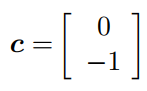 c = [ 0
-1 ]